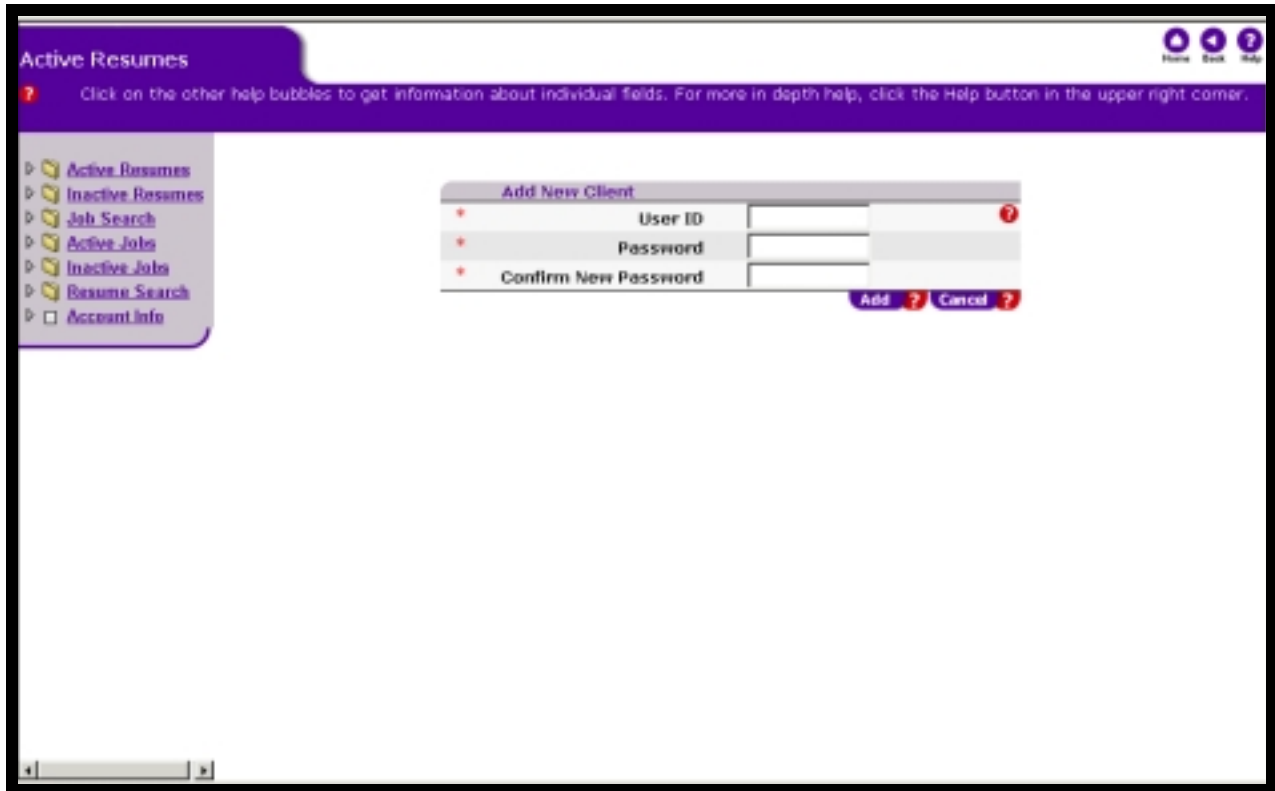 Active Resumes
Home Back Help
? Click on the other help bubbles to get information about individual fields. For more in depth help, click the Help button in the upper right corner.
Active Resumes
Inactive Resumes
Job Search
Active Jobs
Inactive Jobs
Resume Search
Account Info
Add New Client
* User ID ?
* Password
* Confirm New Password
Add ? Cancel ?